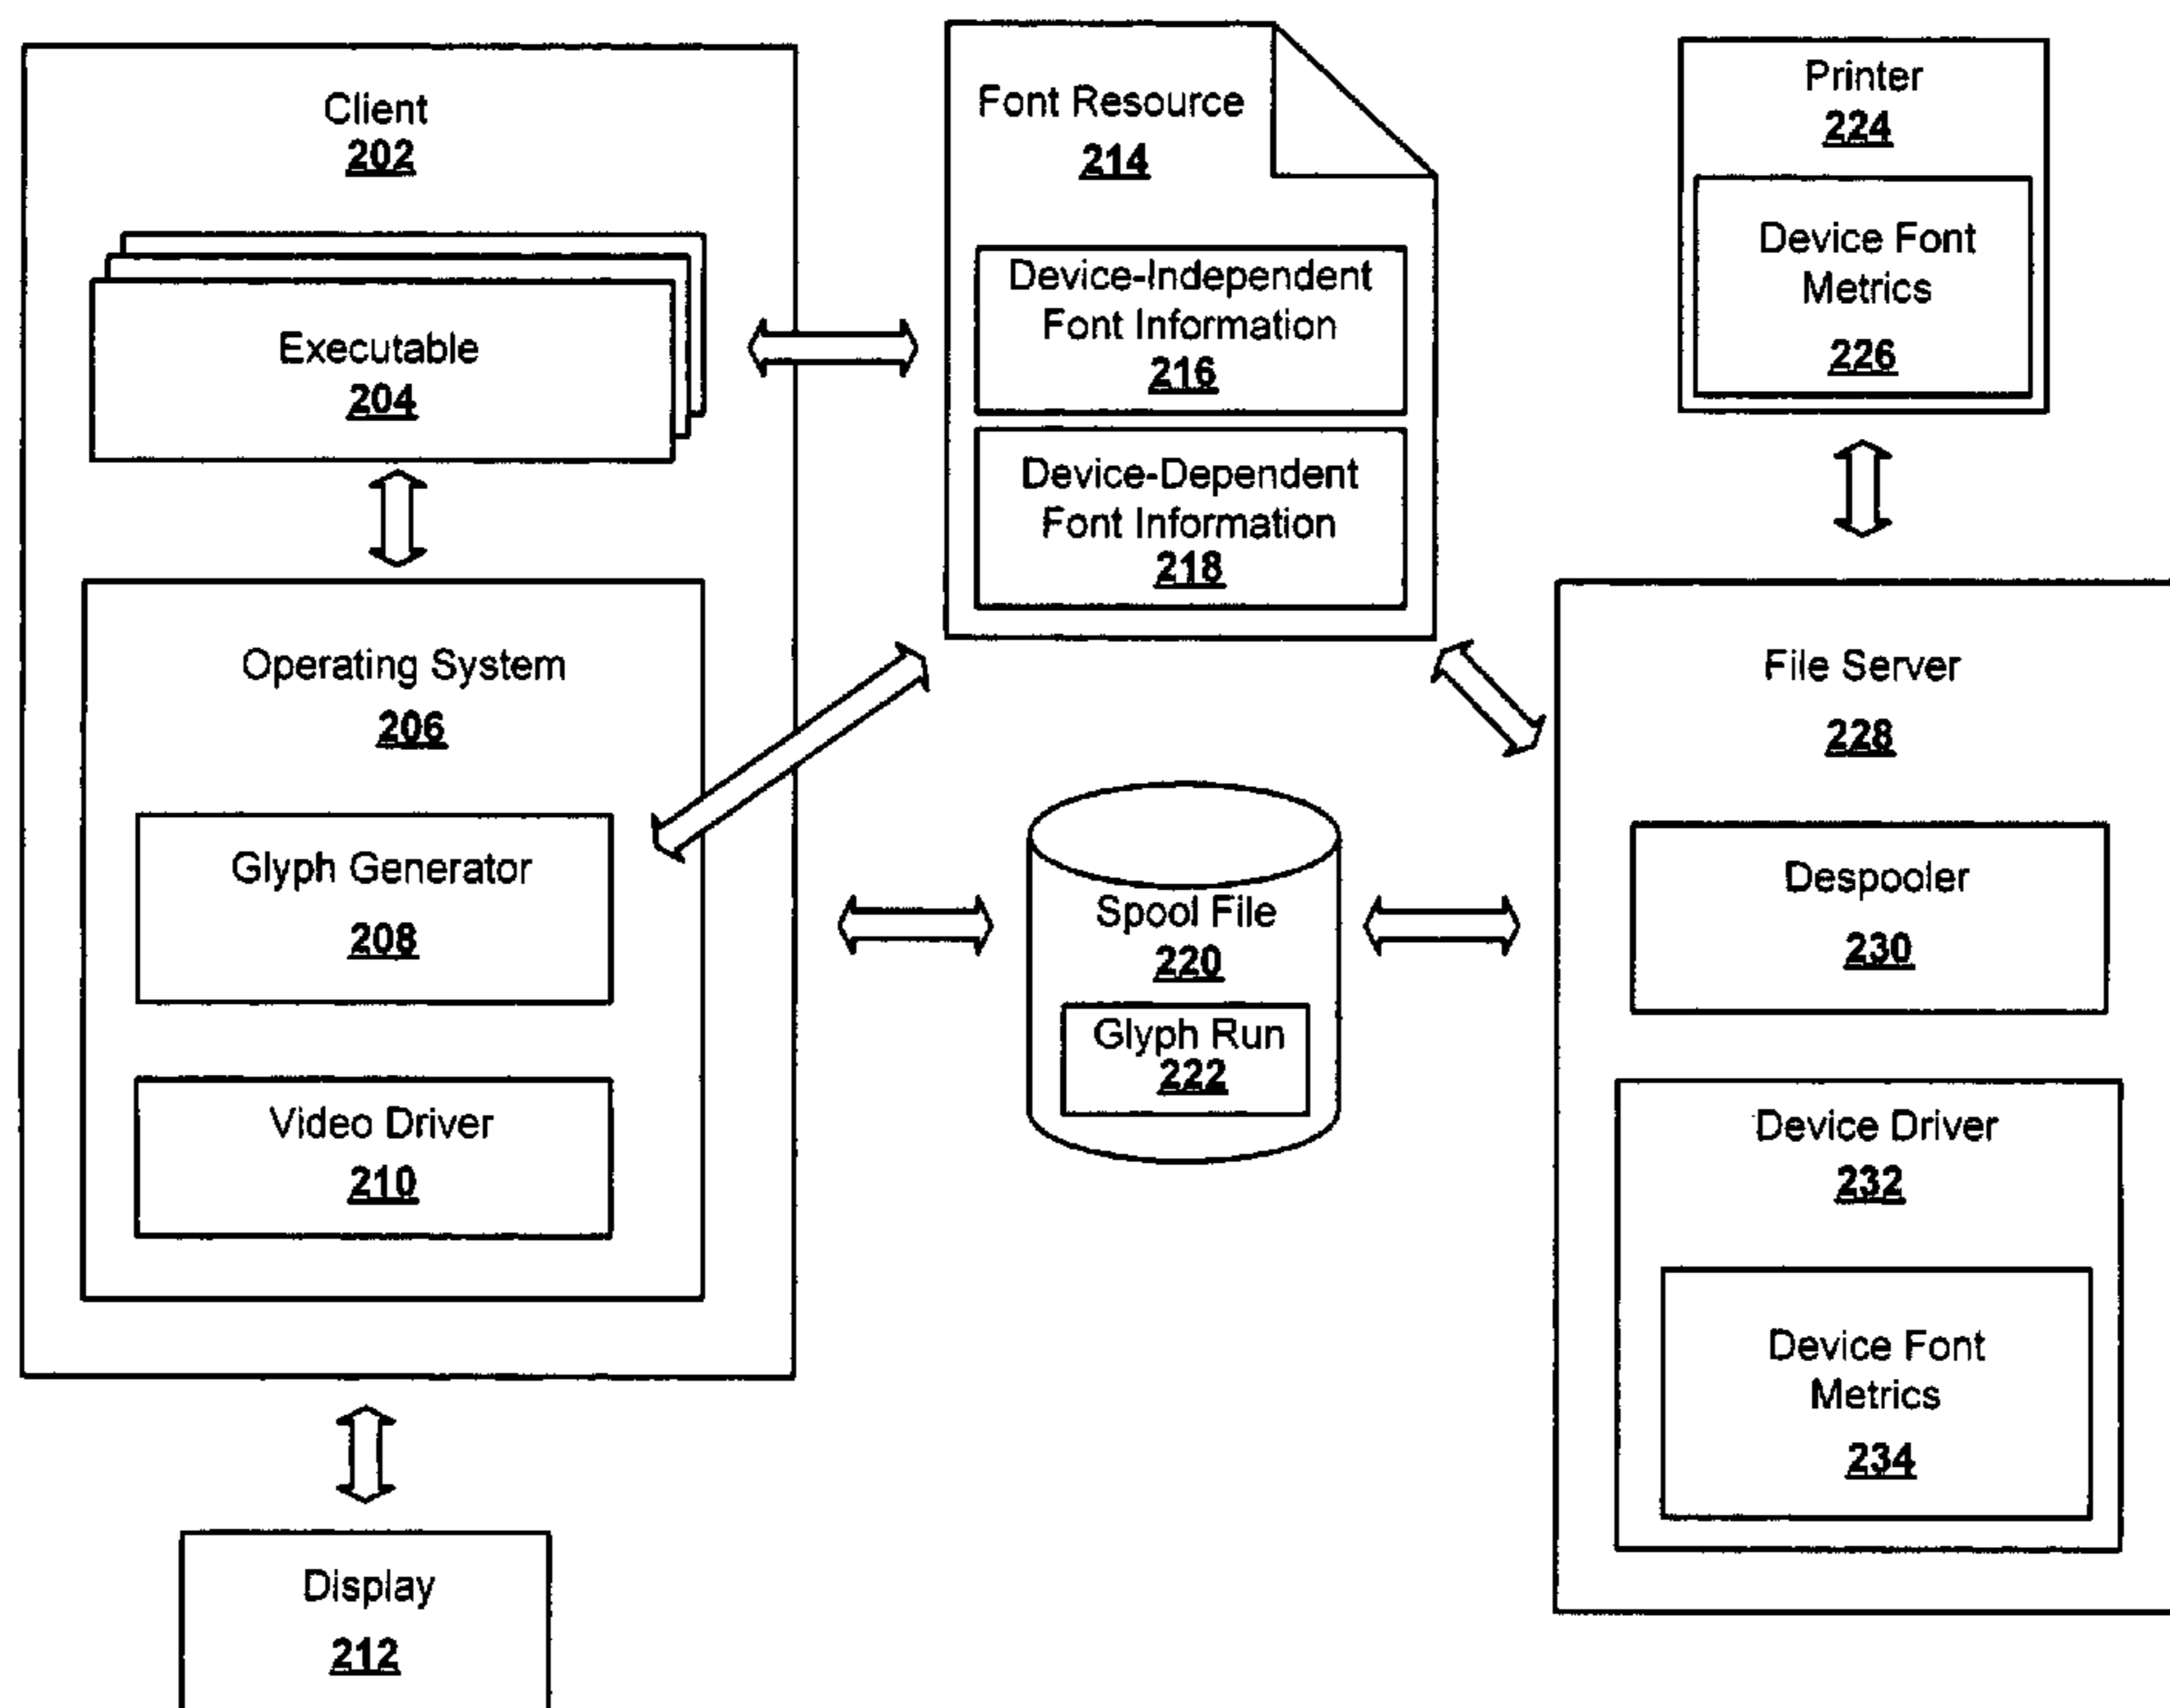 Client
202
Executable
204
Operating System
206
Glyph Generator
208
Video Driver
210
Display
212
Font Resource
214
Device-Independent
Font Information
216
Device-Dependent
Font Information
218
Spool File
220
Glyph Run
222
Printer
224
Device Font
Metrics
226
File Server
228
Despooler
230
Device Driver
232
Device Font
Metrics
234